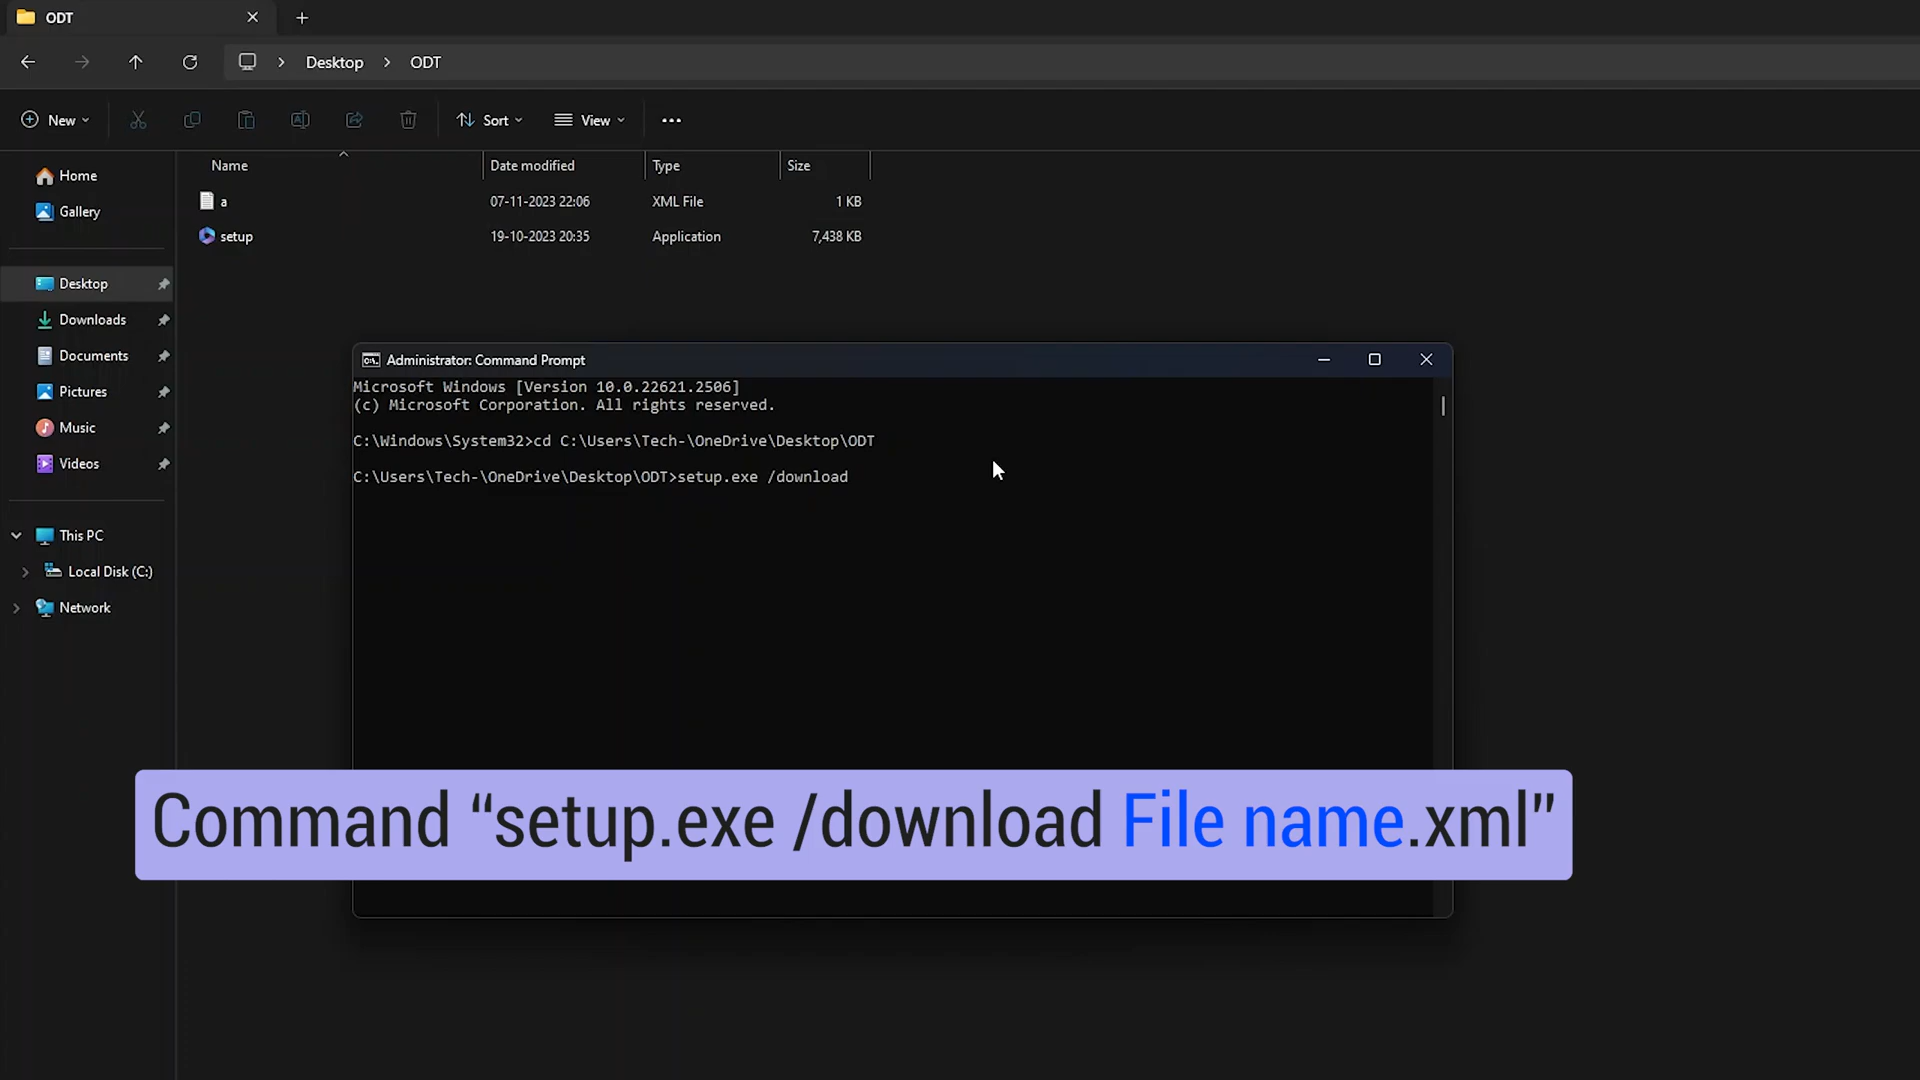 ODT
Desktop
ODT
New
Sort
View
Name
Date modified
Type
Size
Home
a
07-11-2023 22:06
XML File
1 KB
Gallery
setup
19-10-2023 20:35
Application
7,438 KB
Desktop
Downloads
Documents
Pictures
Music
Videos
This PC
Local Disk (C:)
Network
Administrator: Command Prompt
Microsoft Windows [Version 10.0.22621.2506]
(c) Microsoft Corporation. All rights reserved.
C:\Windows\System32>cd C:\Users\Tech-\OneDrive\Desktop\ODT
C:\Users\Tech-\OneDrive\Desktop\ODT>setup.exe /download
Command “setup.exe /download File name.xml”